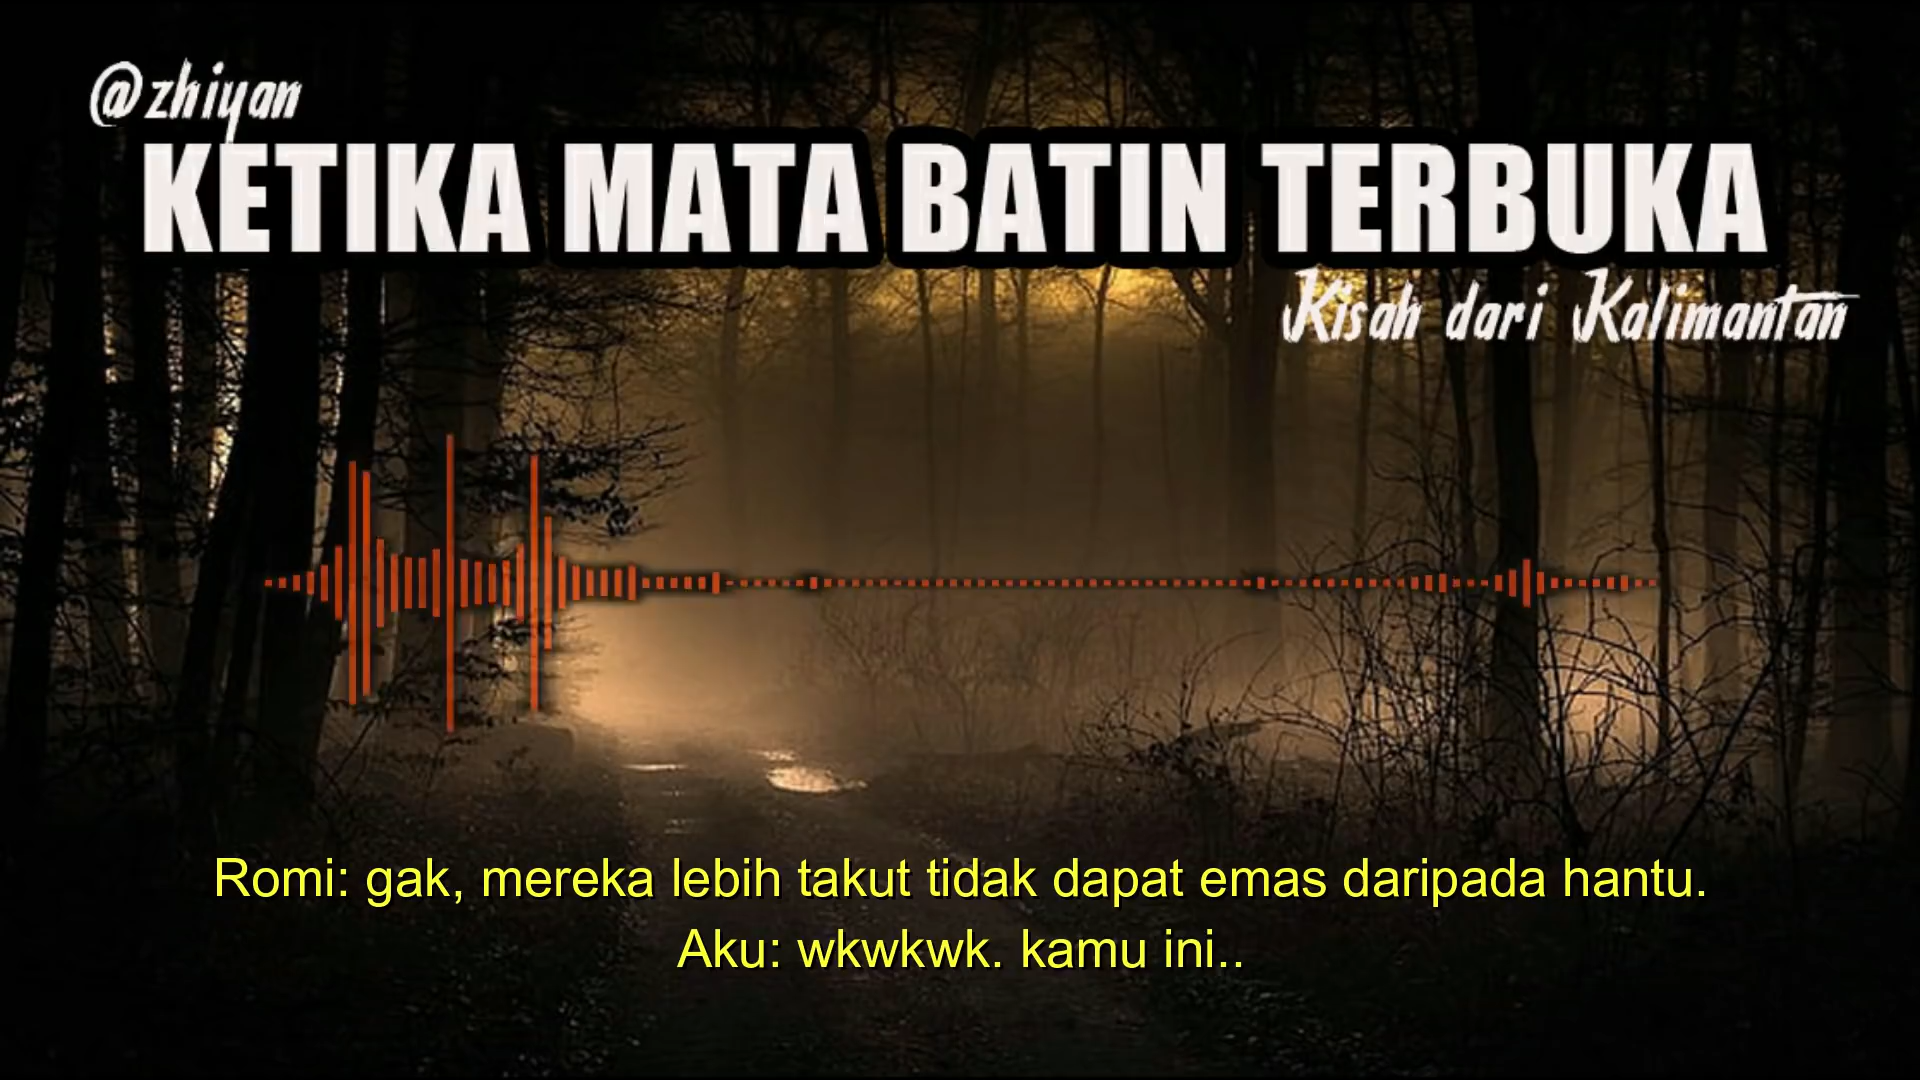 @zhiyan
KETIKA MATA BATIN TERBUKA
Kisah dari Kalimantan
Romi: gak, mereka lebih takut tidak dapat emas daripada hantu.
Aku: wkwkwk. kamu ini..